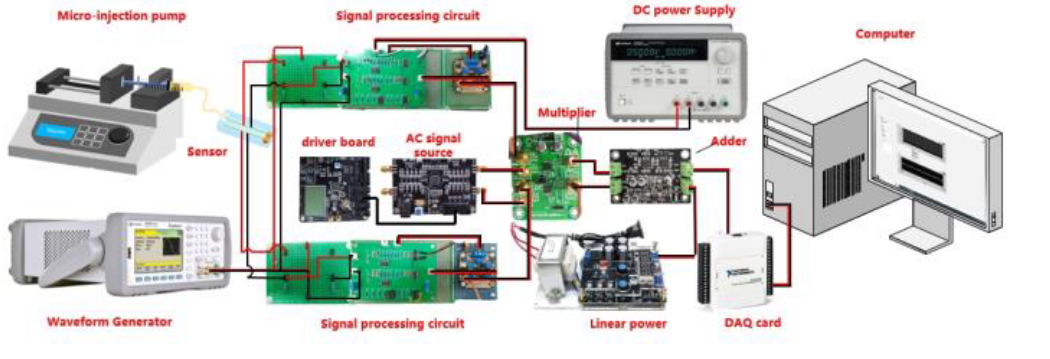 Micro-injection pump
Signal processing circuit
DC power Supply
Computer
Multiplier
Sensor
driver board
AC signal
source
Adder
Waveform Generator
Signal processing circuit
Linear power
DAQ card